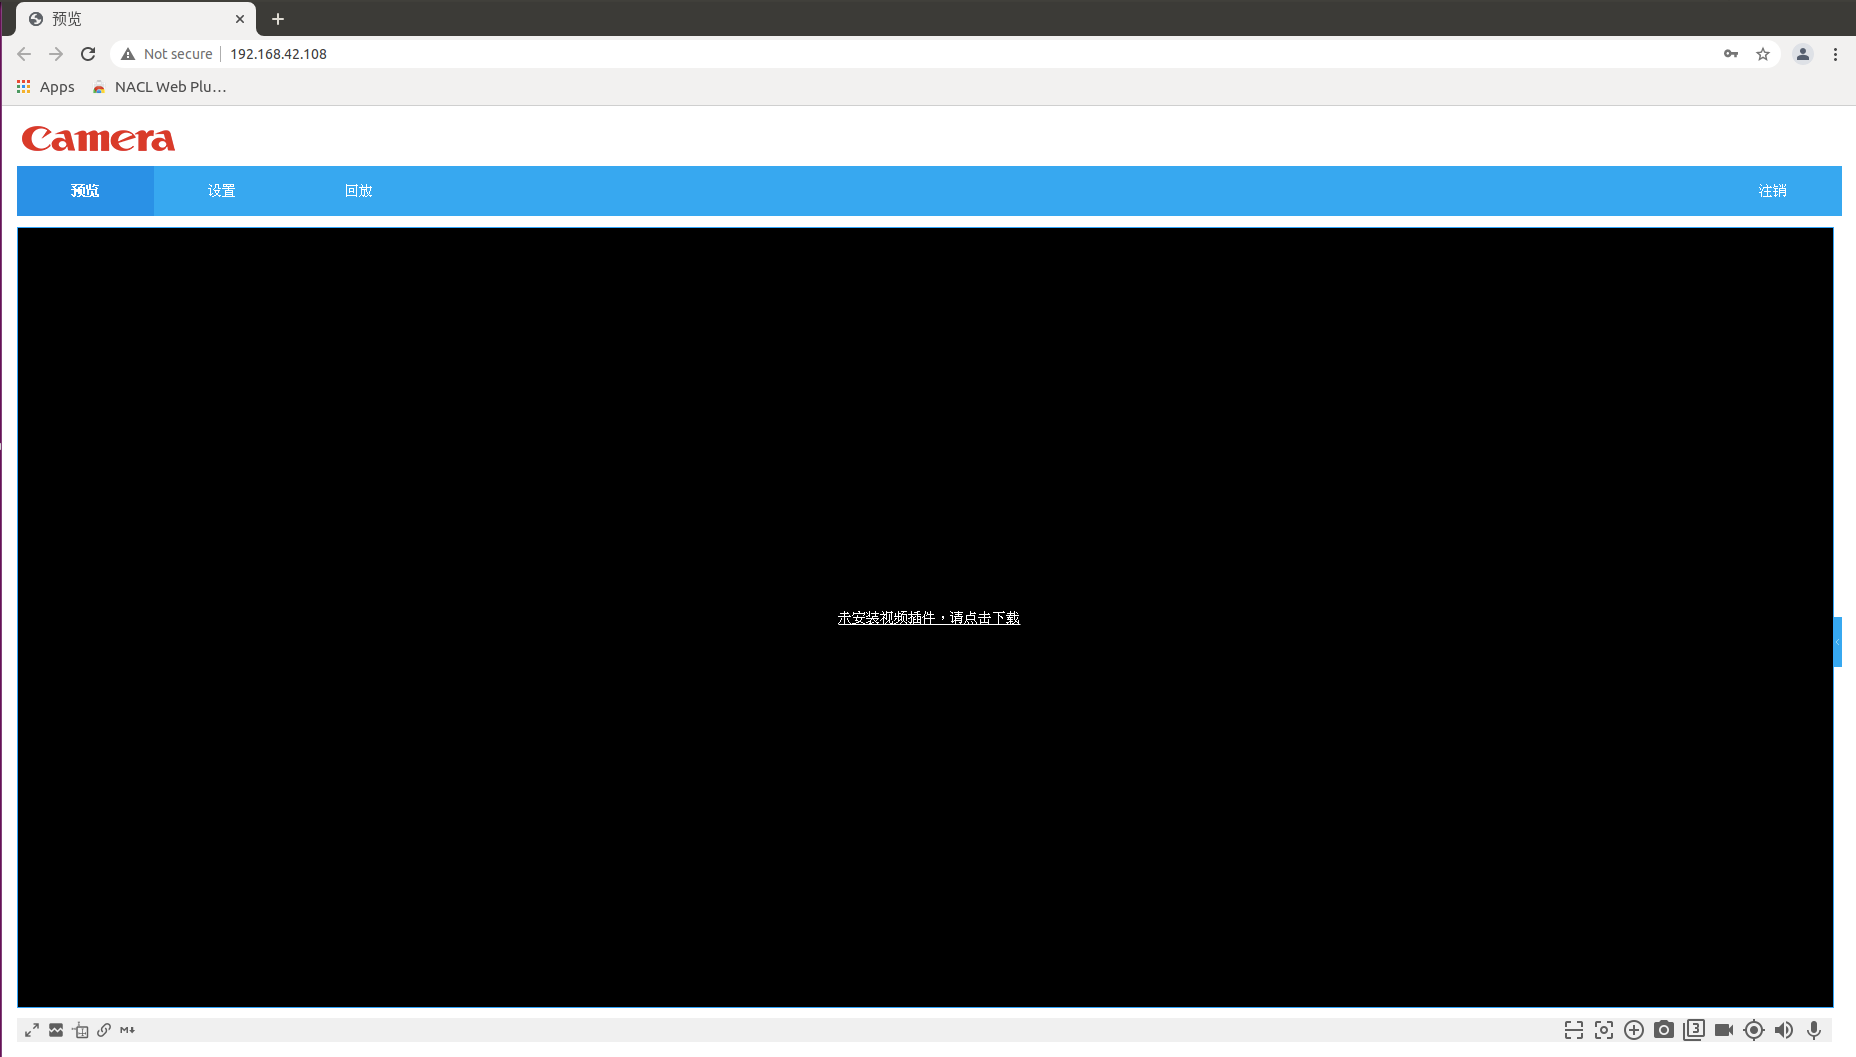 预览
Not secure 192.168.42.108
Apps NACL Web Plu…
Camera
预览 设置 回放 注销
未安装视频插件，请点击下载
M 3